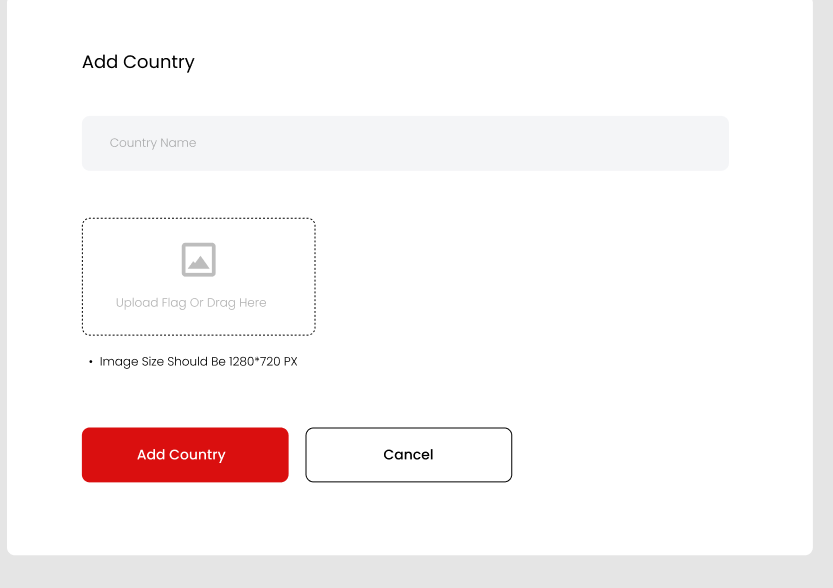 Add Country
Country Name
Upload Flag Or Drag Here
• Image Size Should Be 1280*720 PX
Add Country
Cancel